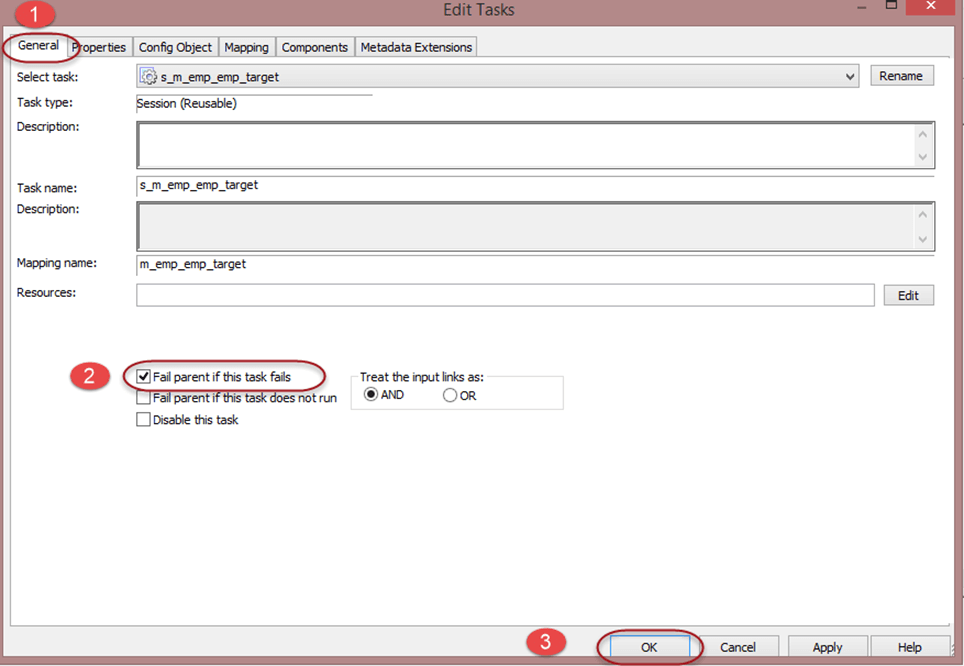 1
Edit Tasks
General Properties Config Object Mapping Components Metadata Extensions
Select task: s_m_emp_emp_target Rename
Task type: Session (Reusable)
Description:
Task name: s_m_emp_emp_target
Description:
Mapping name: m_emp_emp_target
Resources: Edit
2 Fail parent if this task fails Treat the input links as:
Fail parent if this task does not run AND OR
Disable this task
3 OK Cancel Apply Help